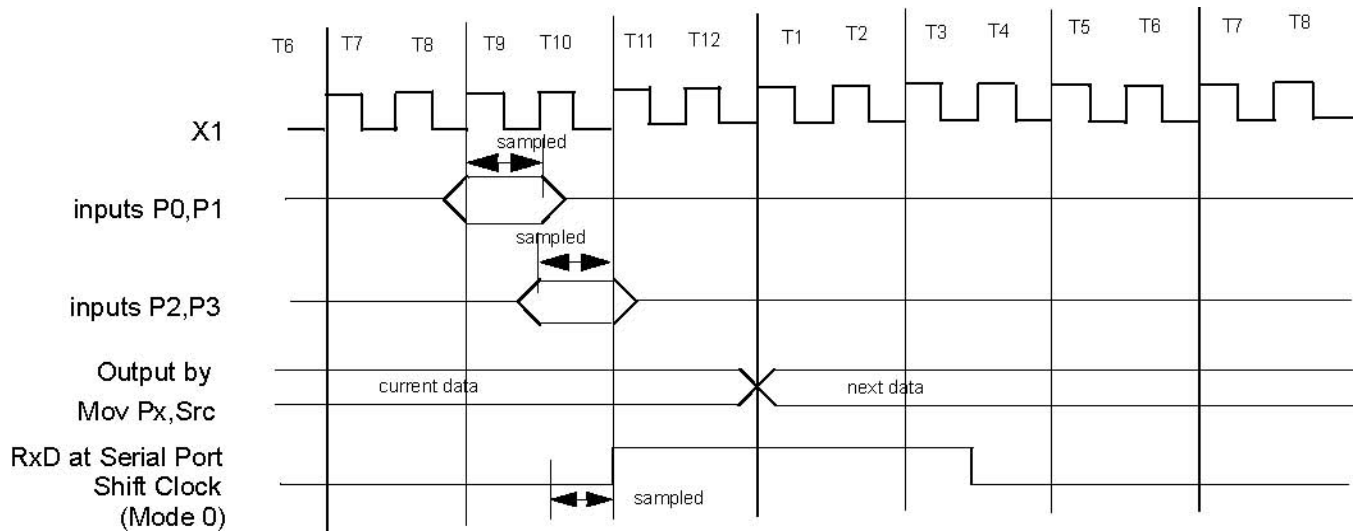 T6 T7 T8 T9 T10 T11 T12 T1 T2 T3 T4 T5 T6 T7 T8
X1
sampled
inputs P0,P1
sampled
inputs P2,P3
Output by
current data next data
Mov Px,Src
RxD at Serial Port
Shift Clock
sampled
(Mode 0)